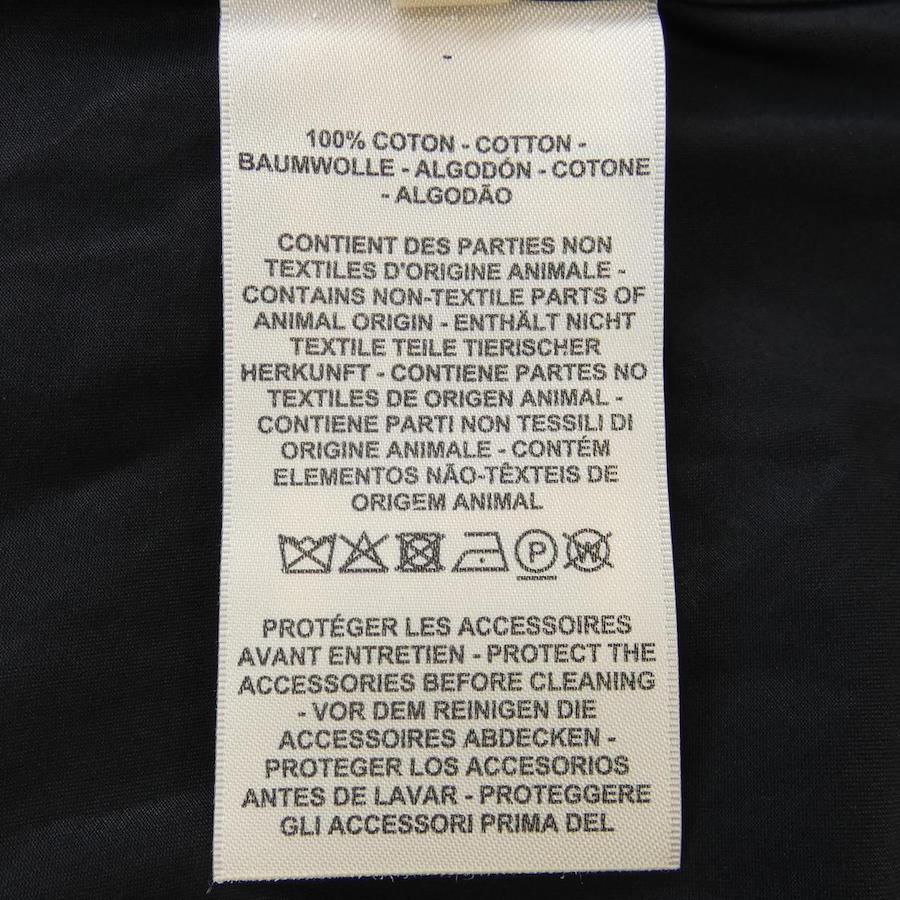 -
100% COTON - COTTON -
BAUMWOLLE - ALGODÓN - COTONE
- ALGODÃO
CONTIENT DES PARTIES NON
TEXTILES D'ORIGINE ANIMALE -
CONTAINS NON-TEXTILE PARTS OF
ANIMAL ORIGIN - ENTHÄLT NICHT
TEXTILE TEILE TIERISCHER
HERKUNFT - CONTIENE PARTES NO
TEXTILES DE ORIGEN ANIMAL -
CONTIENE PARTI NON TESSILI DI
ORIGINE ANIMALE - CONTÉM
ELEMENTOS NÃO-TÊXTEIS DE
ORIGEM ANIMAL
P W
PROTÉGER LES ACCESSOIRES
AVANT ENTRETIEN - PROTECT THE
ACCESSORIES BEFORE CLEANING
- VOR DEM REINIGEN DIE
ACCESSOIRES ABDECKEN -
PROTEGER LOS ACCESORIOS
ANTES DE LAVAR - PROTEGGERE
GLI ACCESSORI PRIMA DEL